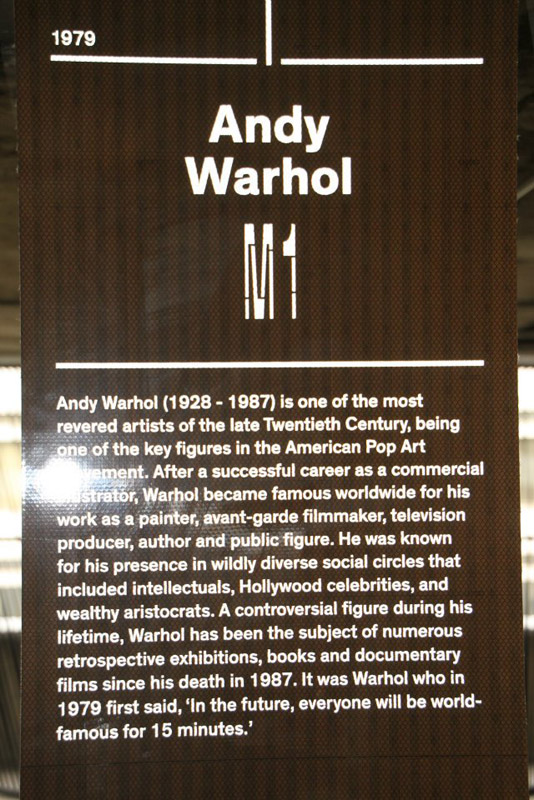 1979
Andy
Warhol
M1
Andy Warhol (1928 - 1987) is one of the most
revered artists of the late Twentieth Century, being
one of the key figures in the American Pop Art
movement. After a successful career as a commercial
illustrator, Warhol became famous worldwide for his
work as a painter, avant-garde filmmaker, television
producer, author and public figure. He was known
for his presence in wildly diverse social circles that
included intellectuals, Hollywood celebrities, and
wealthy aristocrats. A controversial figure during his
lifetime, Warhol has been the subject of numerous
retrospective exhibitions, books and documentary
films since his death in 1987. It was Warhol who in
1979 first said, ‘In the future, everyone will be world-
famous for 15 minutes.’